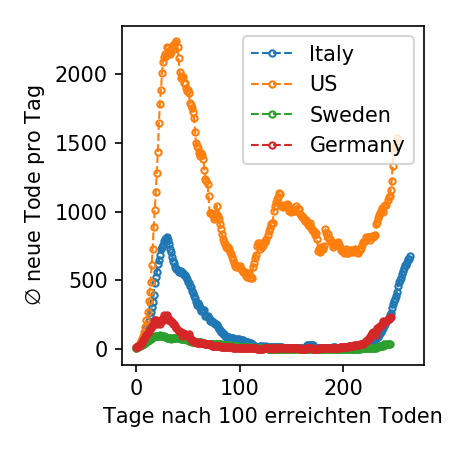 Italy
US
Sweden
Germany
∅ neue Tode pro Tag
2000
1500
1000
500
0
0
100
200
Tage nach 100 erreichten Toden